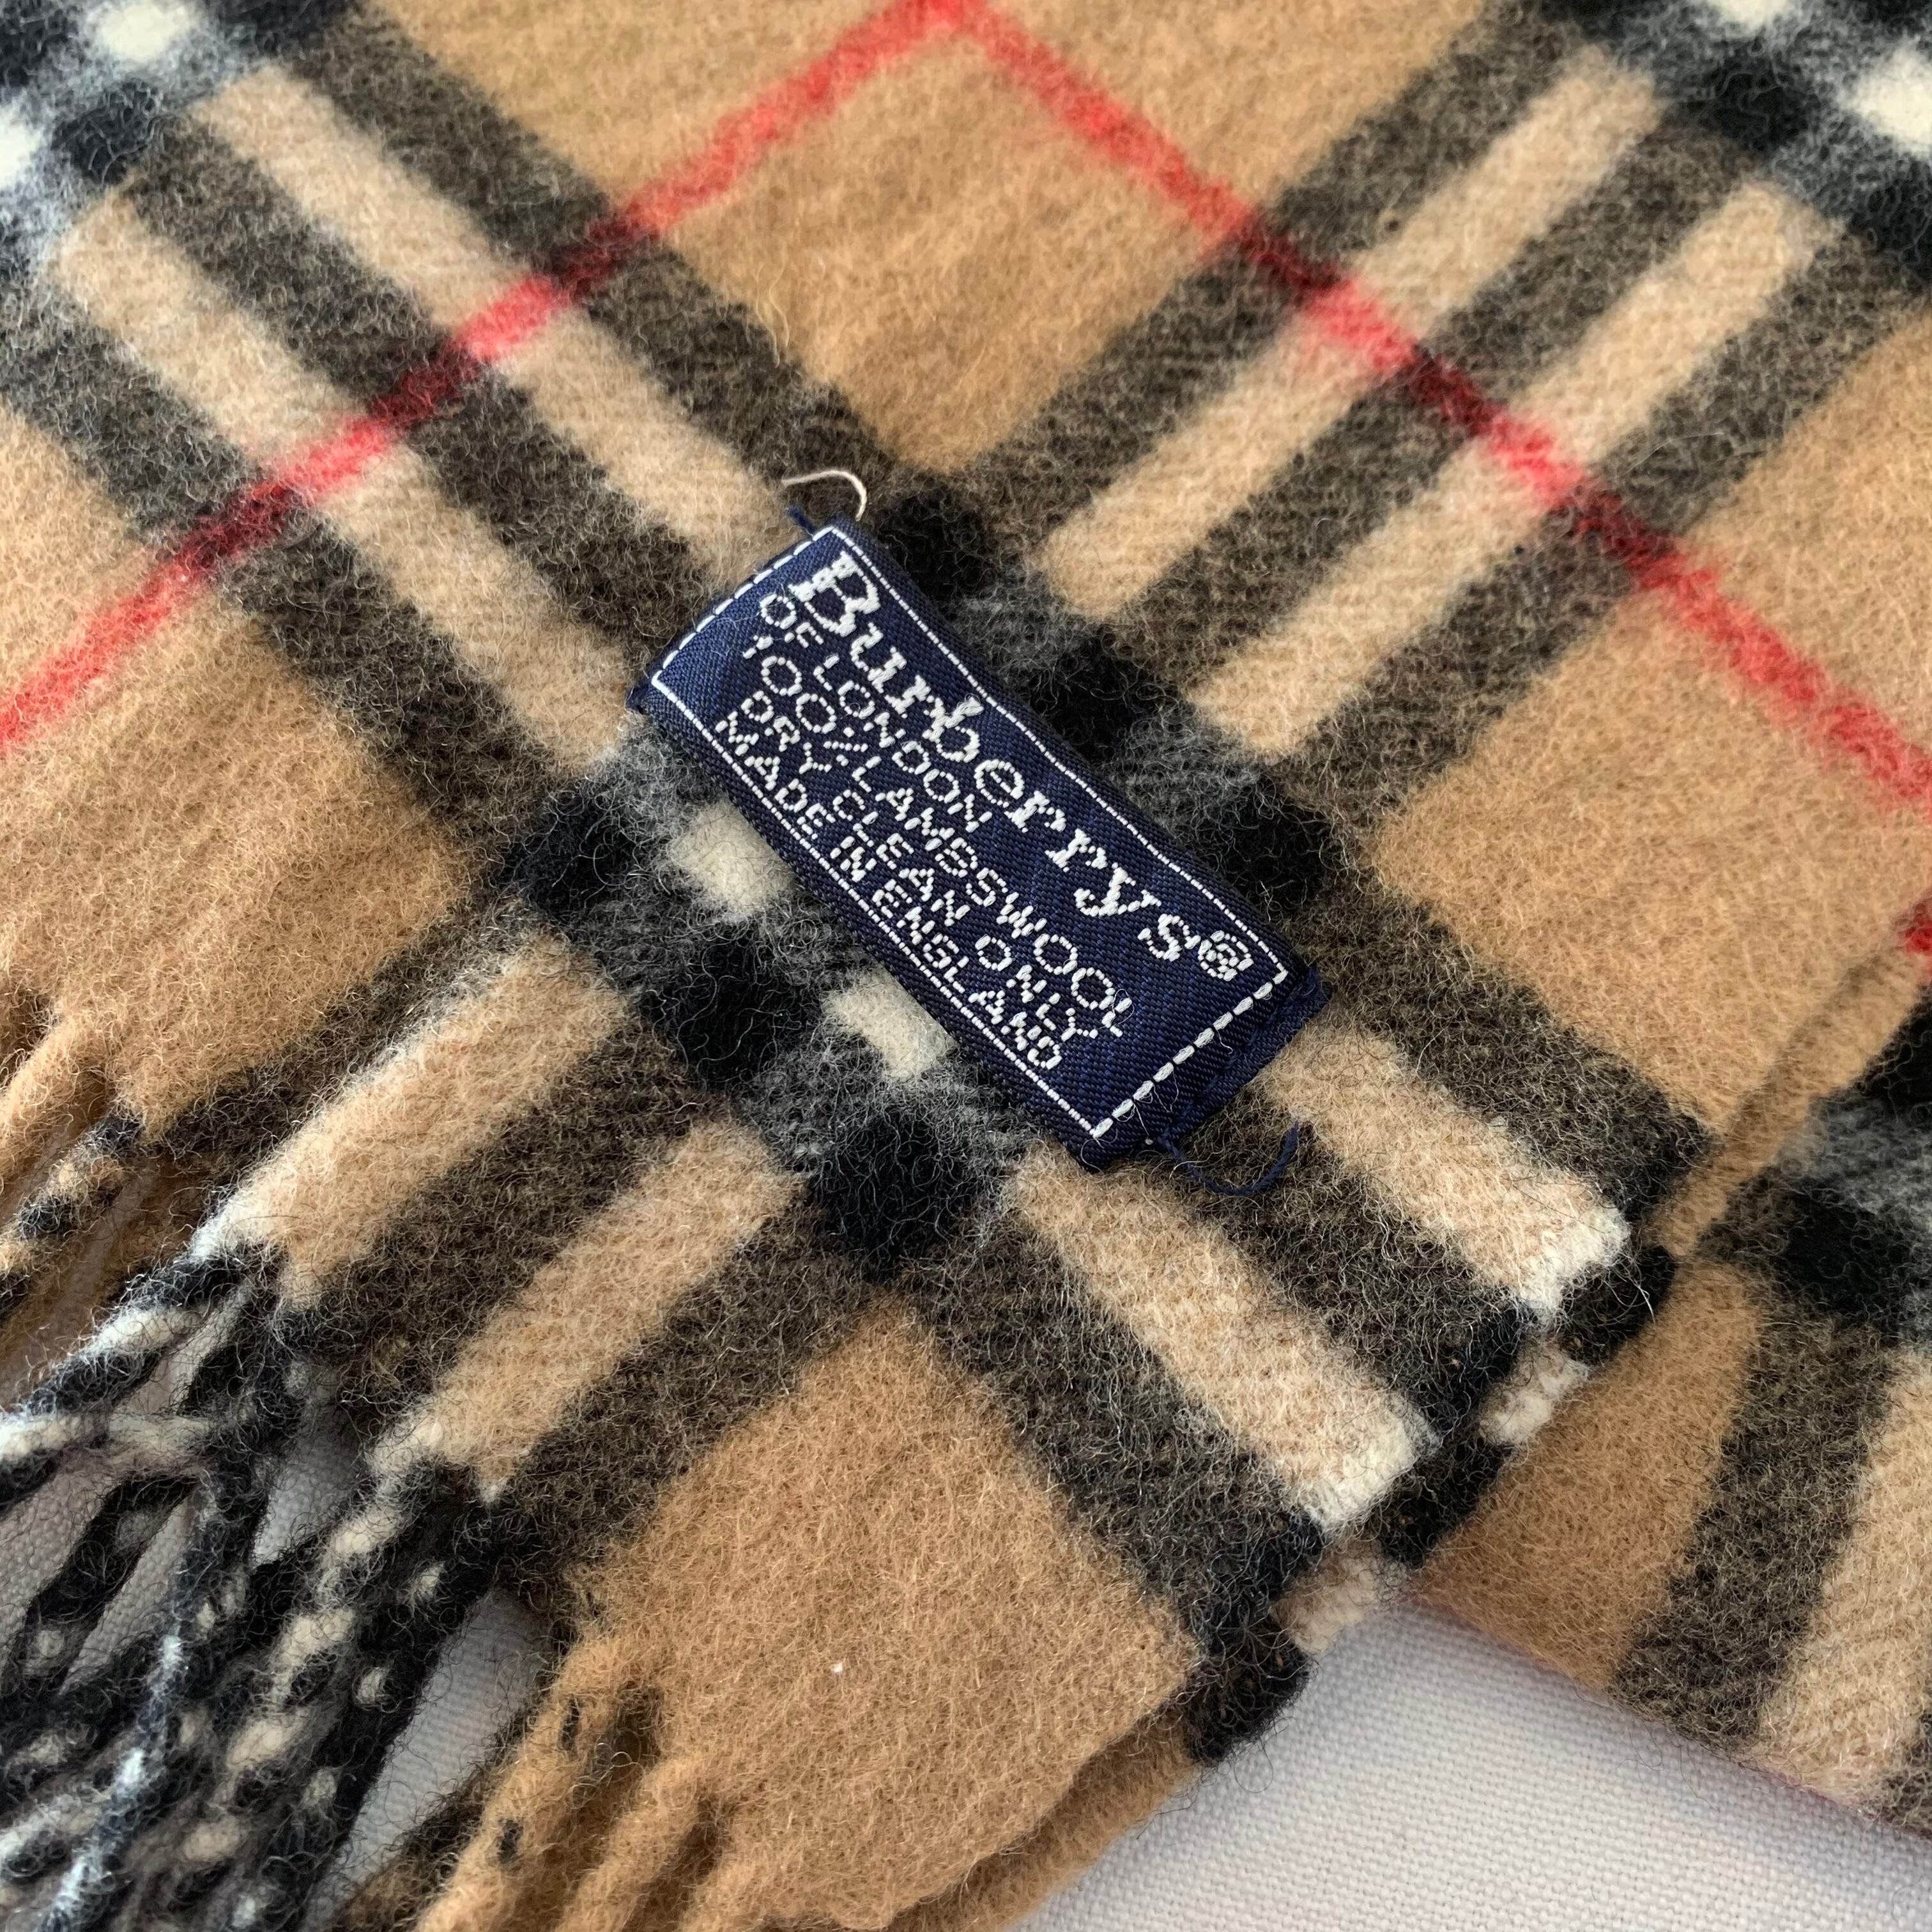 Burberrys®
OF LONDON
100% LAMBSWOOL
DRY CLEAN ONLY
MADE IN ENGLAND